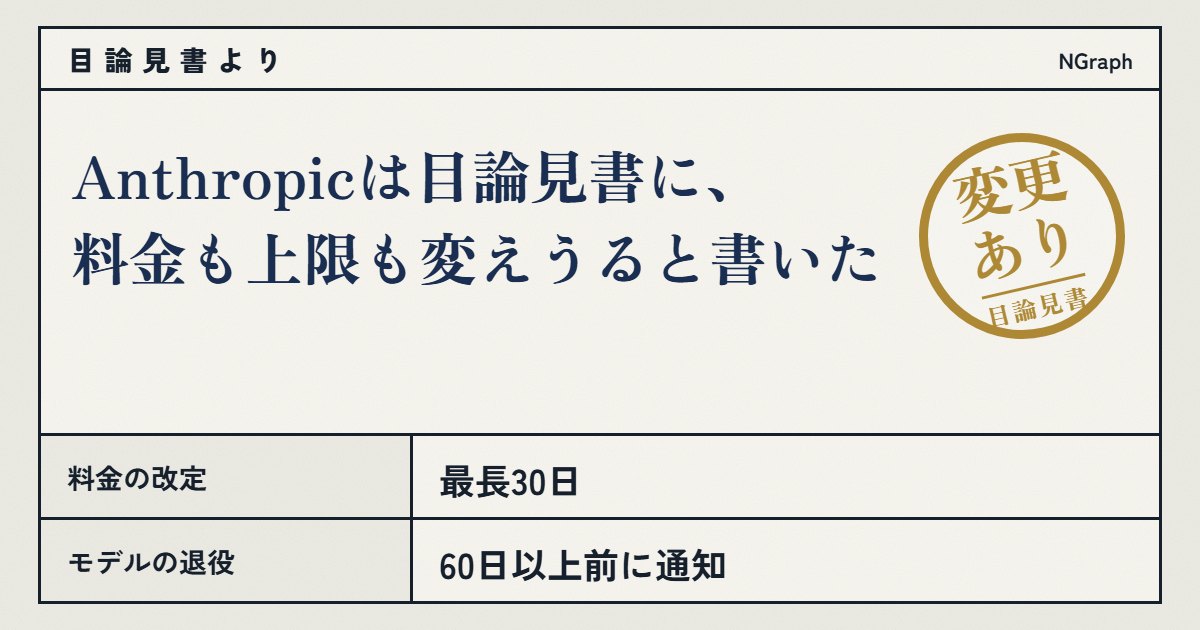 目論見書より
NGraph
Anthropicは目論見書に、
料金も上限も変えうると書いた
変更
あり
目論見書
料金の改定
最長30日
モデルの退役
60日以上前に通知